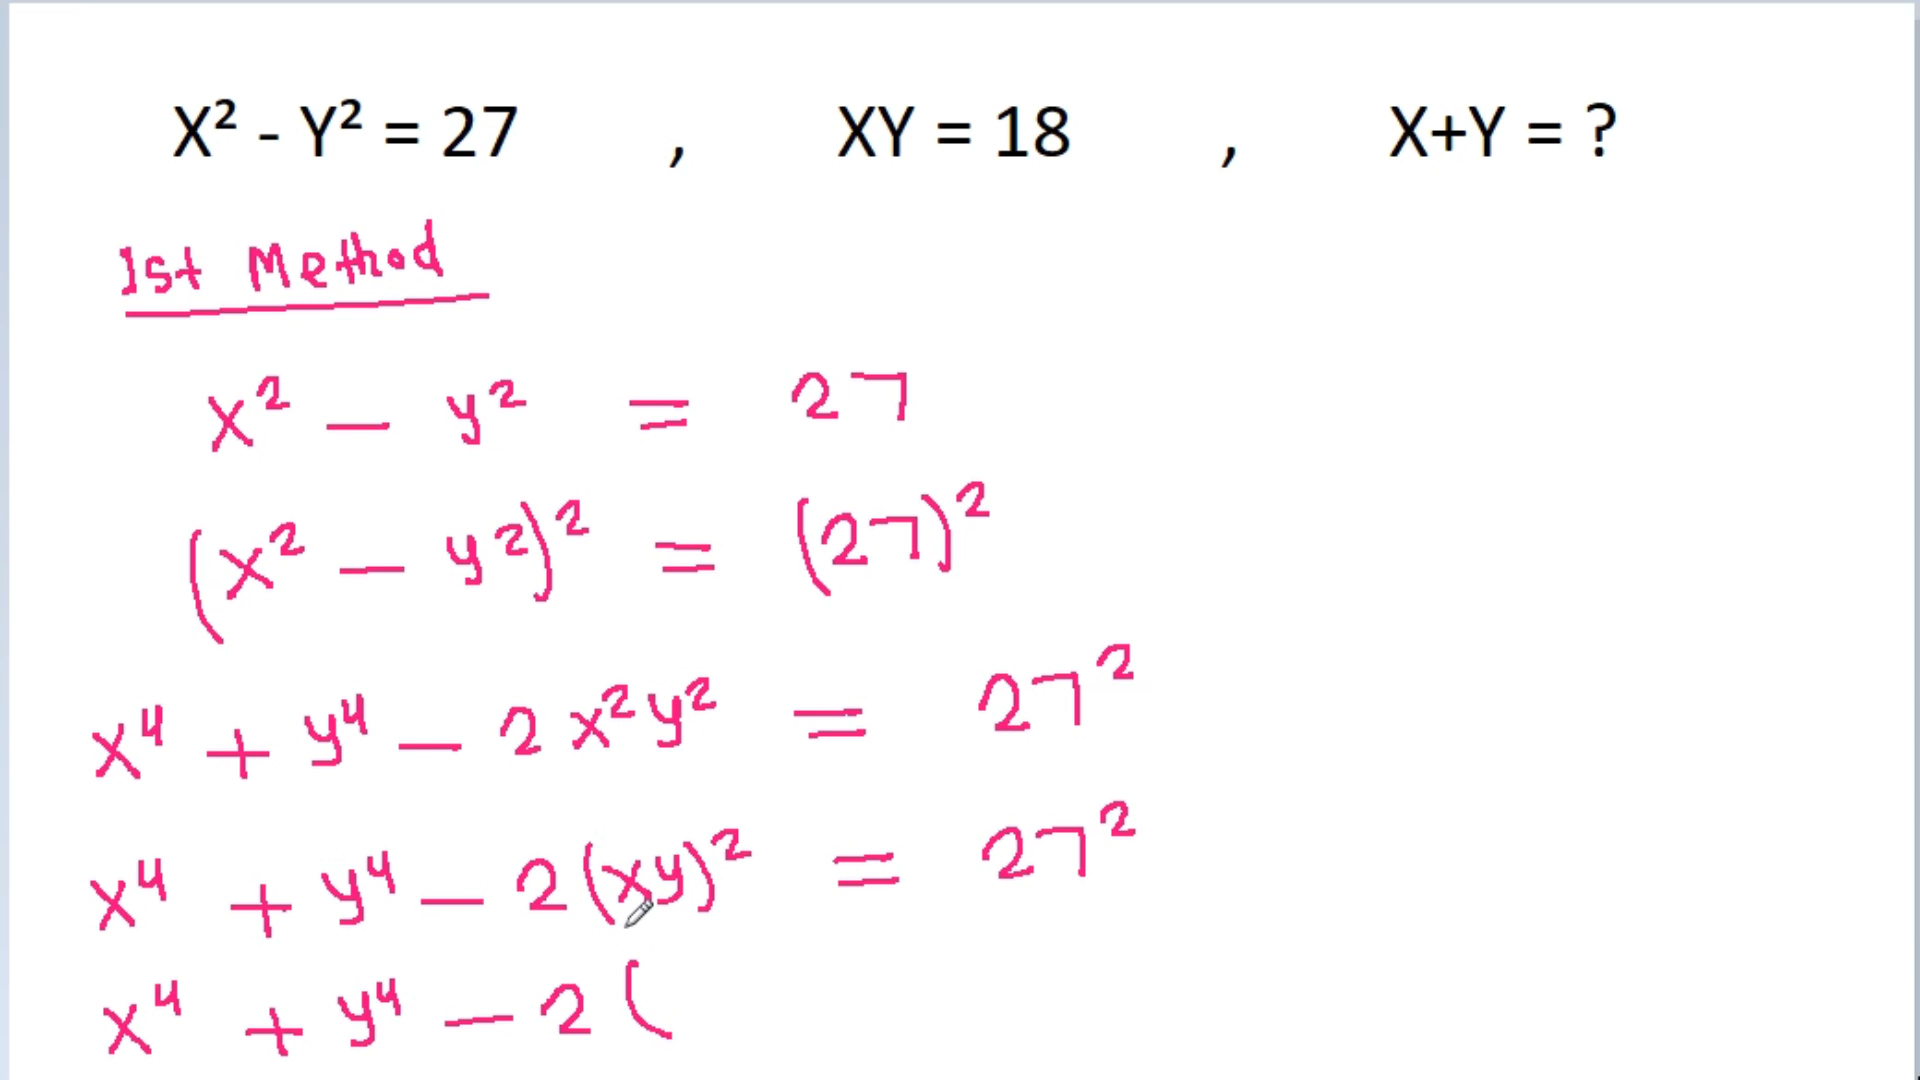 X² - Y² = 27 , XY = 18 , X+Y = ?
1st Method
x² - y² = 27
(x² - y²)² = (27)²
x⁴ + y⁴ - 2x²y² = 27²
x⁴ + y⁴ - 2(xy)² = 27²
x⁴ + y⁴ - 2(